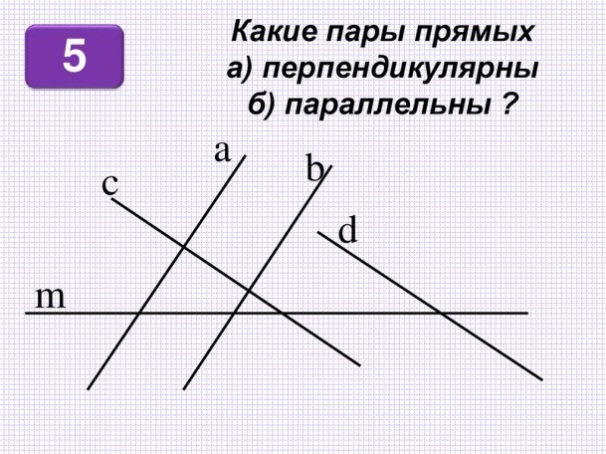 5
Какие пары прямых
а) перпендикулярны
б) параллельны ?
a
b
c
d
m